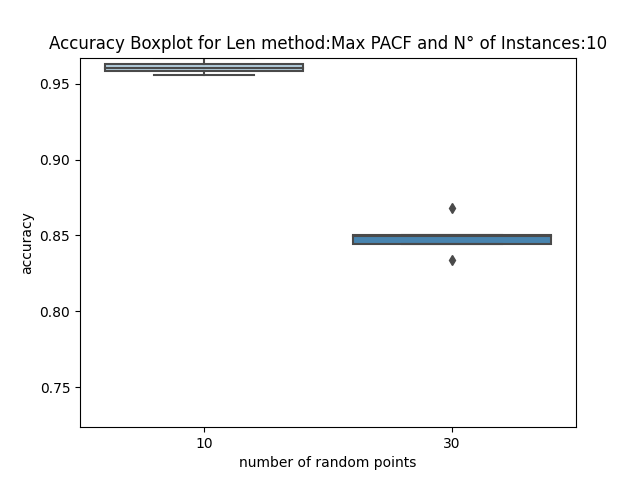 Accuracy Boxplot for Len method:Max PACF and N° of Instances:10
0.95
0.90
0.85
0.80
0.75
accuracy
10 30
number of random points